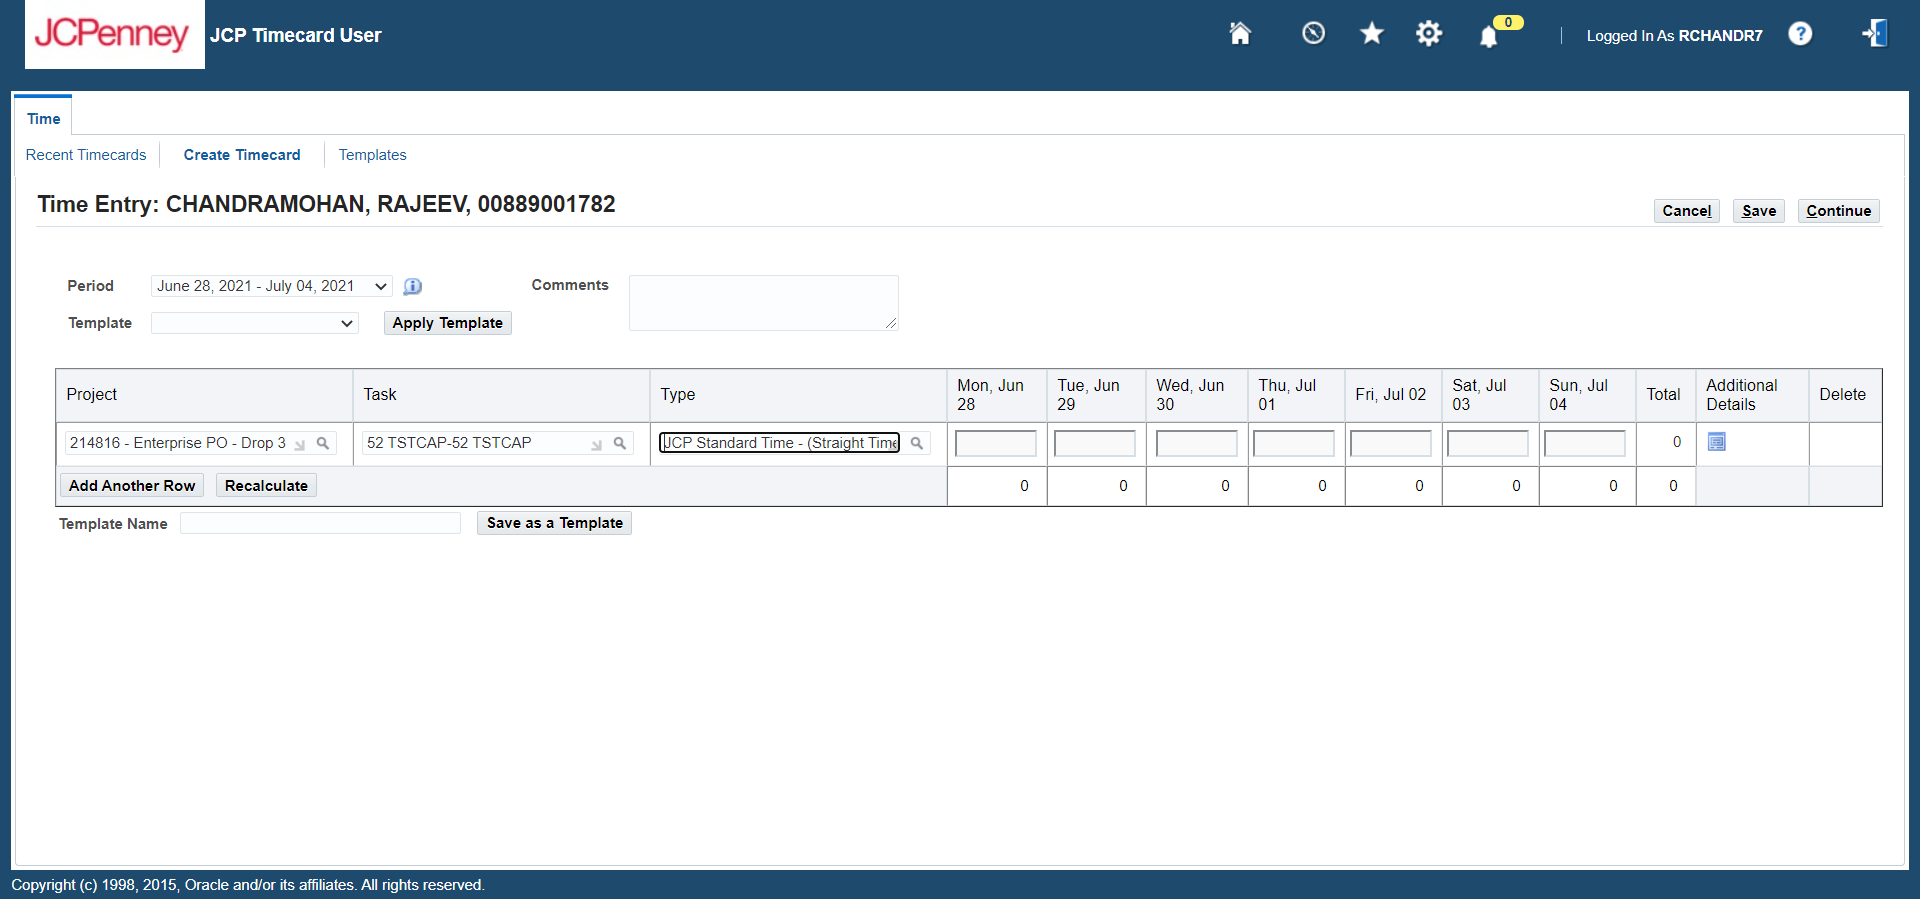 JCPenney JCP Timecard User
0
Logged In As RCHANDR7 ?
Time
Recent Timecards Create Timecard Templates
Time Entry: CHANDRAMOHAN, RAJEEV, 00889001782
Cancel Save Continue
Period June 28, 2021 - July 04, 2021 i Comments
Template Apply Template
Project Task Type Mon, Jun 28 Tue, Jun 29 Wed, Jun 30 Thu, Jul 01 Fri, Jul 02 Sat, Jul 03 Sun, Jul 04 Total Additional Details Delete
214816 - Enterprise PO - Drop 3 52 TSTCAP-52 TSTCAP JCP Standard Time - (Straight Time 0
Add Another Row Recalculate 0 0 0 0 0 0 0 0
Template Name Save as a Template
Copyright (c) 1998, 2015, Oracle and/or its affiliates. All rights reserved.